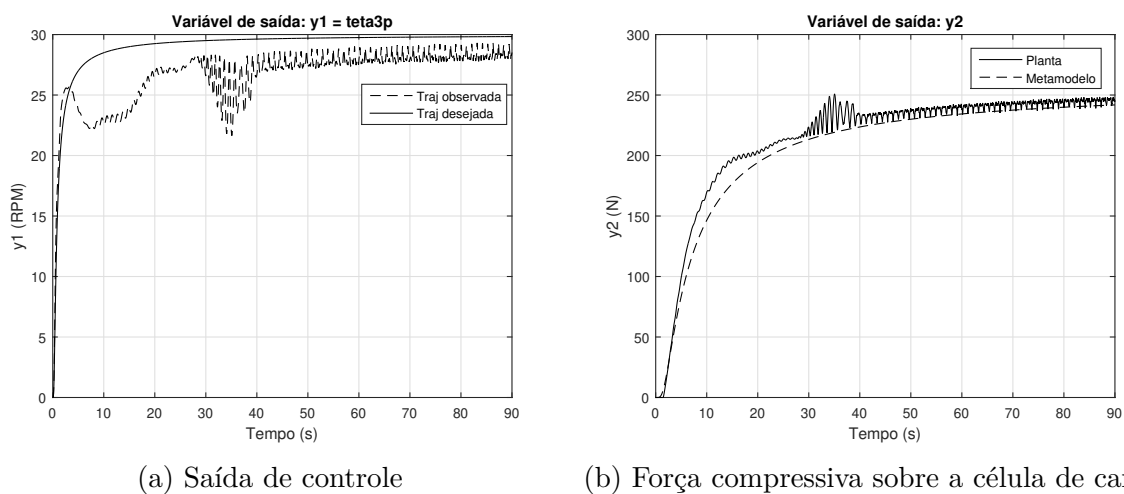 Variável de saída: y1 = teta3p
30
25
20
15
10
5
0
y1 (RPM)
Traj observada
Traj desejada
0 10 20 30 40 50 60 70 80 90
Tempo (s)
(a) Saída de controle
Variável de saída: y2
300
250
200
150
100
50
0
y2 (N)
Planta
Metamodelo
0 10 20 30 40 50 60 70 80 90
Tempo (s)
(b) Força compressiva sobre a célula de